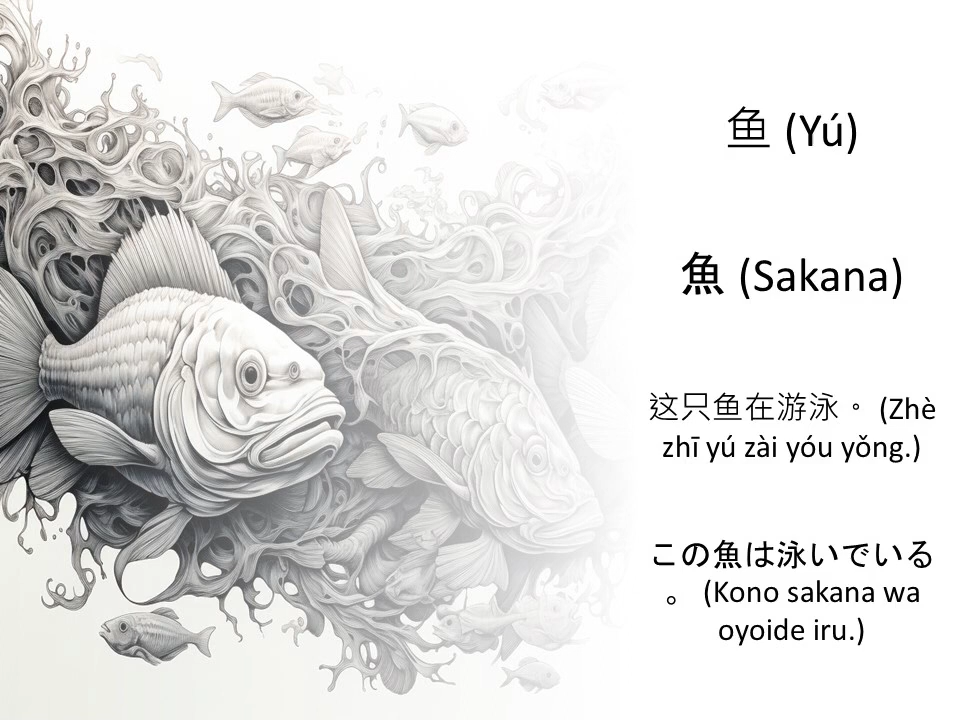 鱼 (Yú)
魚 (Sakana)
这只鱼在游泳。 (Zhè
zhī yú zài yóu yǒng.)
この魚は泳いでいる
。 (Kono sakana wa
oyoide iru.)